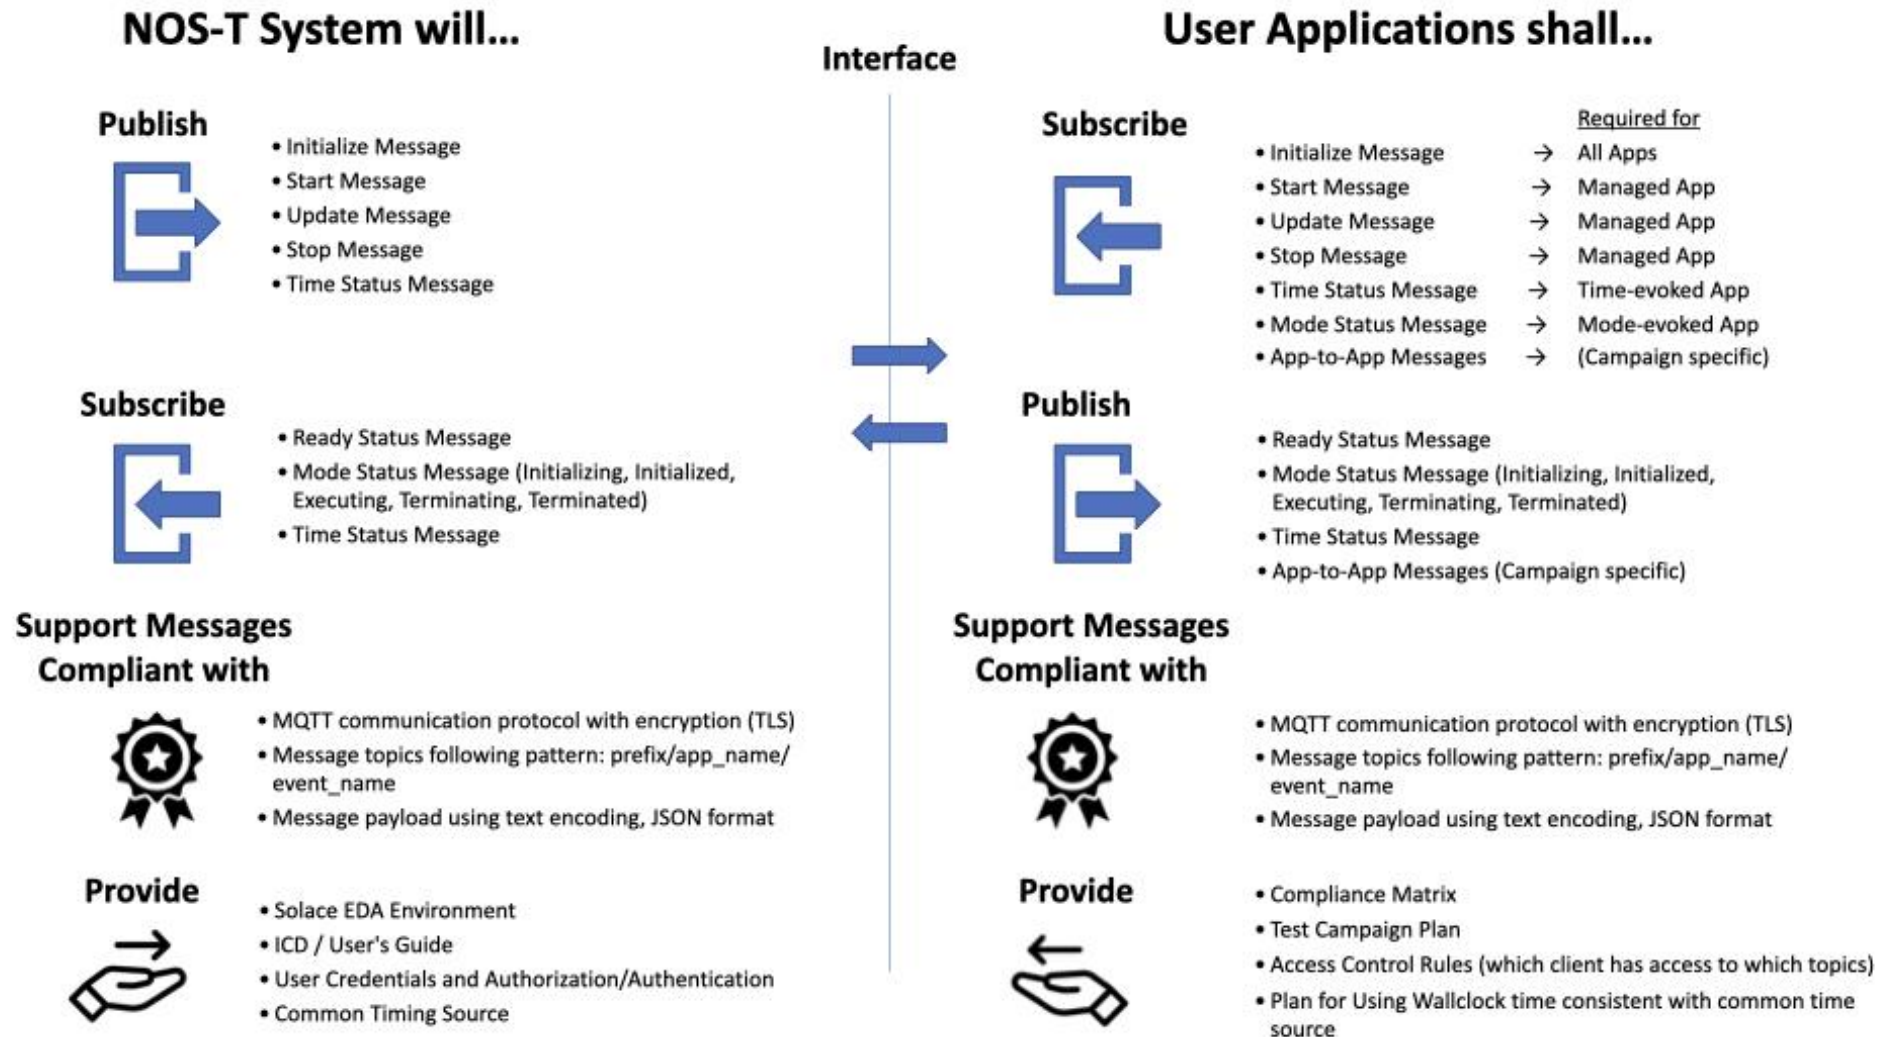 NOS-T System will...
Interface
User Applications shall...
Publish
• Initialize Message
• Start Message
• Update Message
• Stop Message
• Time Status Message
Subscribe
• Ready Status Message
• Mode Status Message (Initializing, Initialized,
Executing, Terminating, Terminated)
• Time Status Message
Support Messages
Compliant with
• MQTT communication protocol with encryption (TLS)
• Message topics following pattern: prefix/app_name/
event_name
• Message payload using text encoding, JSON format
Provide
• Solace EDA Environment
• ICD / User's Guide
• User Credentials and Authorization/Authentication
• Common Timing Source
Subscribe
Required for
• Initialize Message → All Apps
• Start Message → Managed App
• Update Message → Managed App
• Stop Message → Managed App
• Time Status Message → Time-evoked App
• Mode Status Message → Mode-evoked App
• App-to-App Messages → (Campaign specific)
Publish
• Ready Status Message
• Mode Status Message (Initializing, Initialized,
Executing, Terminating, Terminated)
• Time Status Message
• App-to-App Messages (Campaign specific)
Support Messages
Compliant with
• MQTT communication protocol with encryption (TLS)
• Message topics following pattern: prefix/app_name/
event_name
• Message payload using text encoding, JSON format
Provide
• Compliance Matrix
• Test Campaign Plan
• Access Control Rules (which client has access to which topics)
• Plan for Using Wallclock time consistent with common time
source